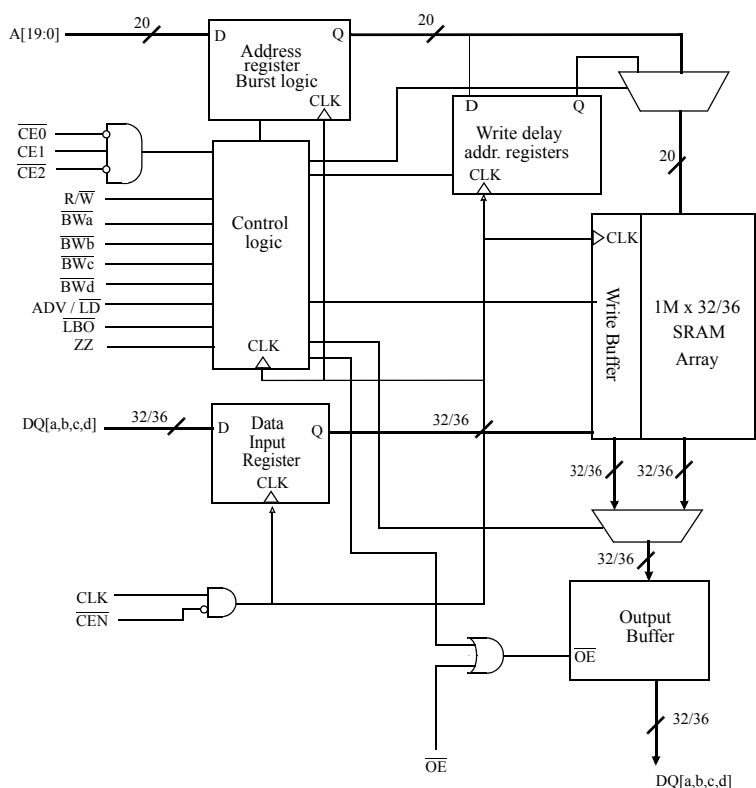 A[19:0]
20
D
Q
20
Address
register
Burst logic
CLK
D
Q
Write delay
addr. registers
CLK
20
CE0
CE1
CE2
R/W
BWa
BWb
BWc
BWd
ADV / LD
LBO
ZZ
Control
logic
CLK
CLK
Write Buffer
1M x 32/36
SRAM
Array
DQ[a,b,c,d]
32/36
D
Q
Data
Input
Register
CLK
32/36
32/36
32/36
32/36
CLK
CEN
Output
Buffer
OE
OE
32/36
DQ[a,b,c,d]